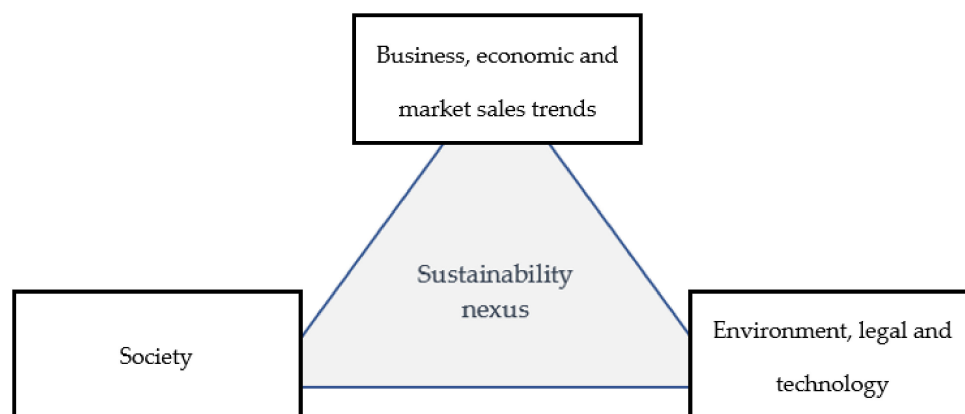 Business, economic and
market sales trends
Sustainability
nexus
Society
Environment, legal and
technology